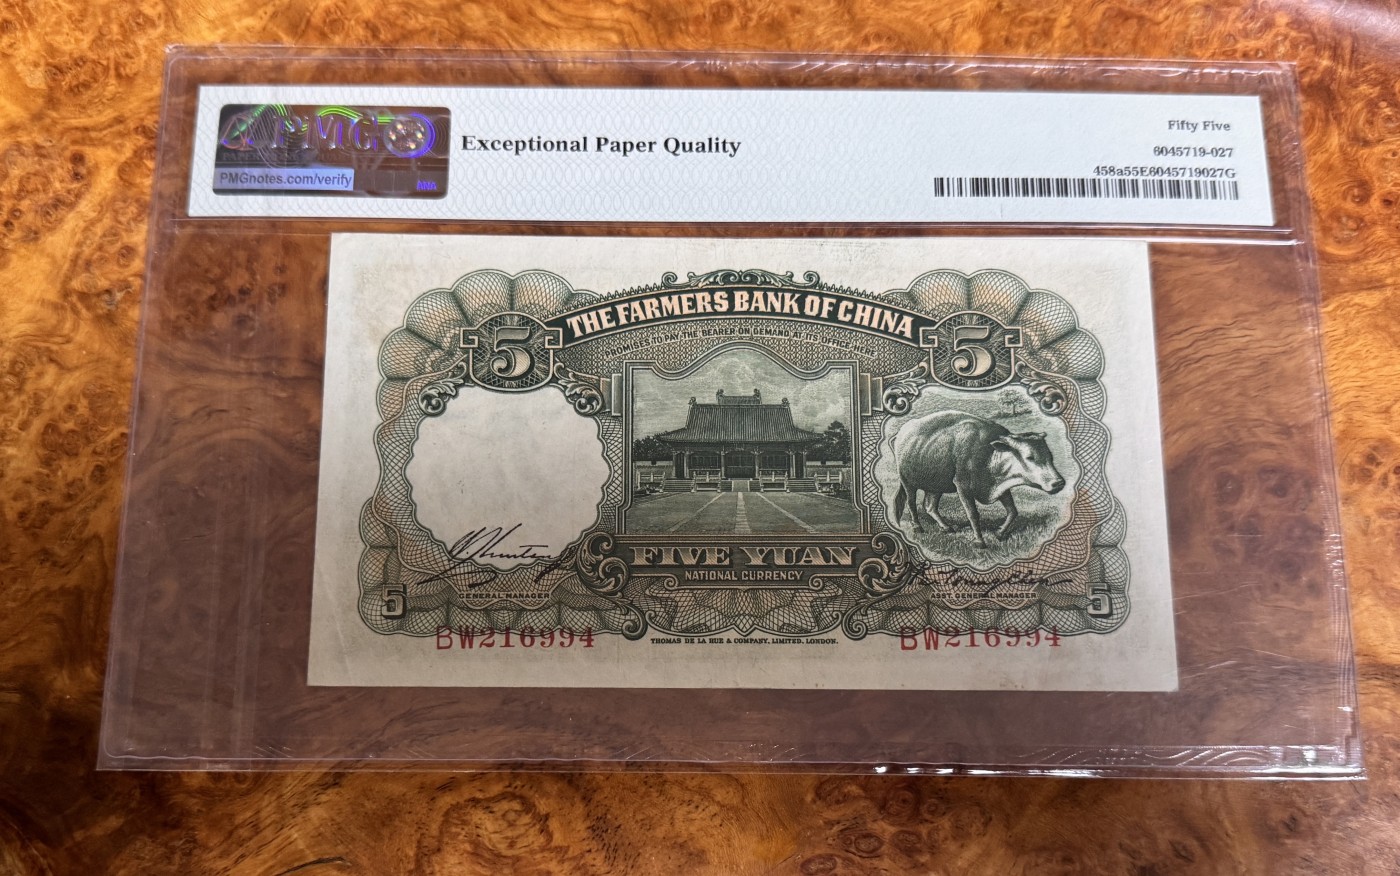 PMG
PMGnotes.com/verify
Exceptional Paper Quality
Fifty Five
6045719-027
458a55E6045719027G
THE FARMERS BANK OF CHINA
PROMISES TO PAY THE BEARER ON DEMAND AT ITS OFFICE HERE
5
5
FIVE YUAN
NATIONAL CURRENCY
GENERAL MANAGER
ASST. GENERAL MANAGER
5
5
BW216994
BW216994
THOMAS DE LA RUE & COMPANY, LIMITED, LONDON.